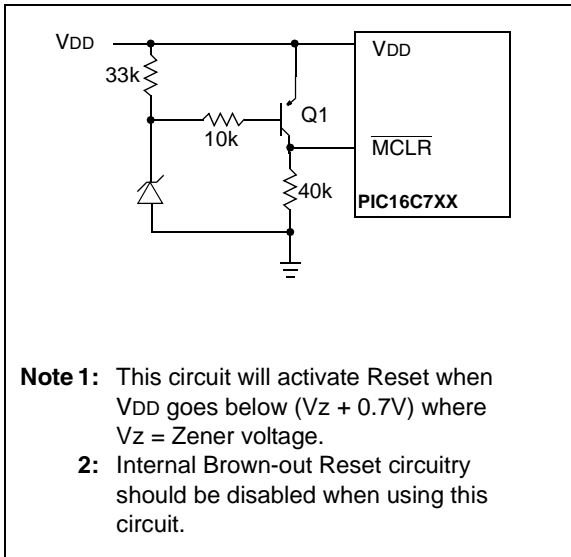 VDD
VDD
33k
Q1
10k
MCLR
40k
PIC16C7XX
Note 1: This circuit will activate Reset when
VDD goes below (Vz + 0.7V) where
Vz = Zener voltage.
2: Internal Brown-out Reset circuitry
should be disabled when using this
circuit.